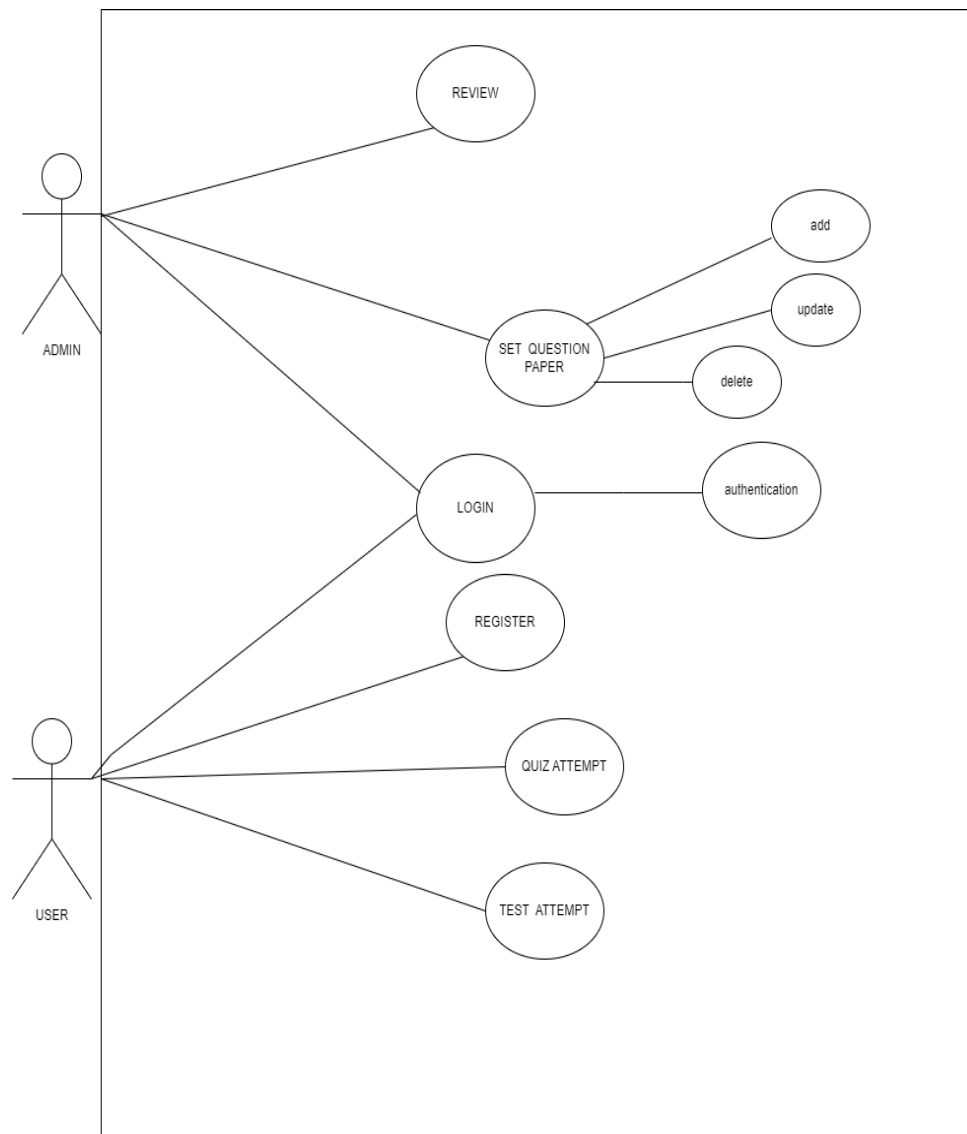 REVIEW
add
update
SET QUESTION
PAPER
ADMIN
delete
authentication
LOGIN
REGISTER
QUIZ ATTEMPT
TEST ATTEMPT
USER